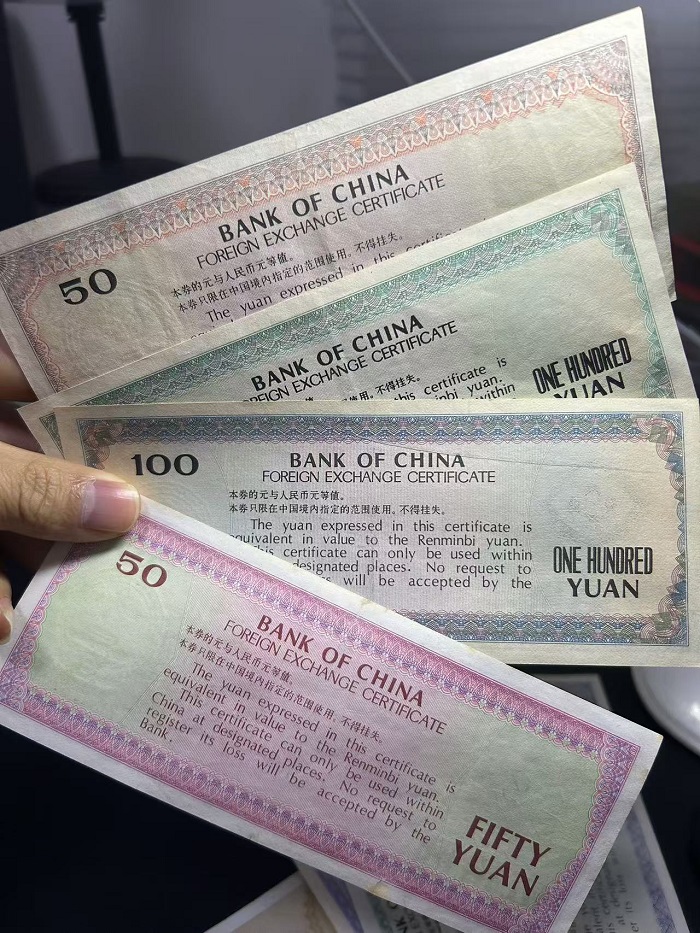 BANK OF CHINA
FOREIGN EXCHANGE CERTIFICATE
50
本券的元与人民币元等值。
本券只限在中国境内指定的范围使用。不得挂失。
The yuan expressed in this
BANK OF CHINA
EXCHANGE CERTIFICATE
使用。不得挂失。
this certificate is
yuan.
within
ONE HUNDRED
YUAN
100
BANK OF CHINA
FOREIGN EXCHANGE CERTIFICATE
本券的元与人民币元等值。
本券只限在中国境内指定的范围使用。不得挂失。
The yuan expressed in this certificate is
equivalent in value to the Renminbi yuan.
This certificate can only be used within
designated places. No request to
will be accepted by the
ONE HUNDRED
YUAN
50
BANK OF CHINA
FOREIGN EXCHANGE CERTIFICATE
本券的元与人民币元等值。
本券只限在中国境内指定的范围使用。不得挂失。
The yuan expressed in this certificate is
equivalent in value to the Renminbi yuan.
This certificate can only be used within
China at designated places. No request to
register its loss will be accepted by the
Bank.
FIFTY
YUAN